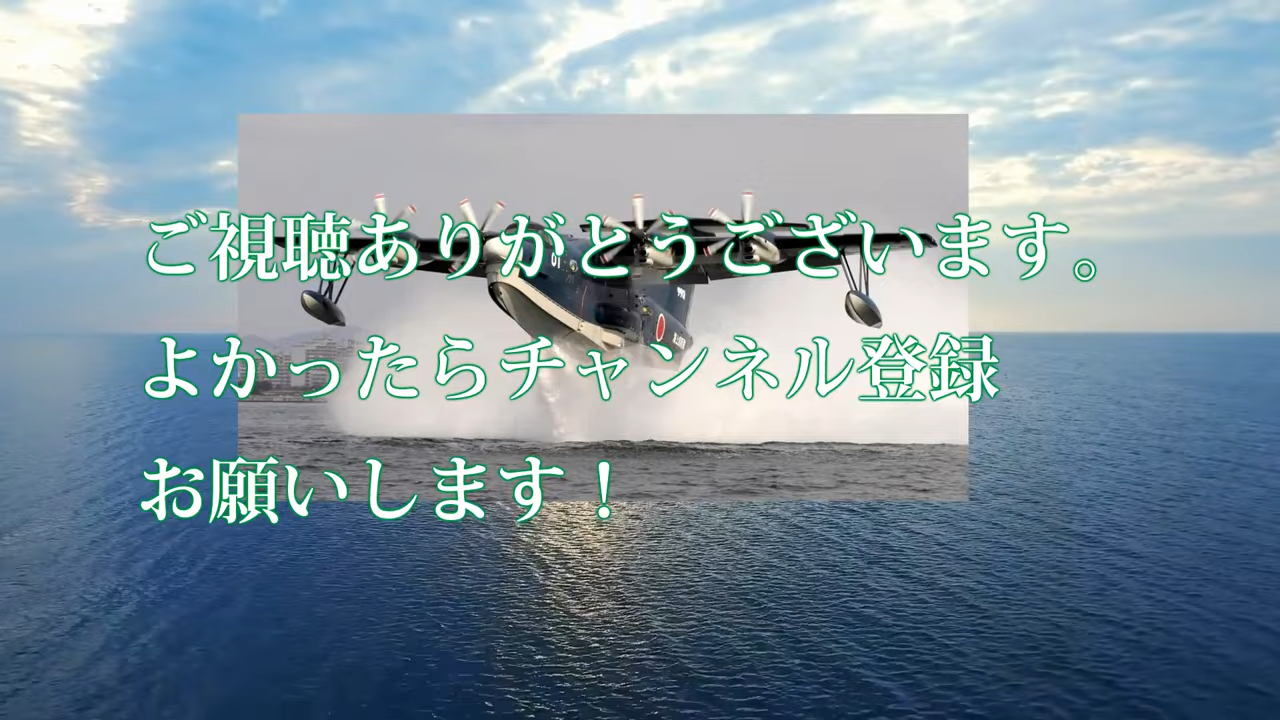 ご視聴ありがとうございます。
よかったらチャンネル登録
お願いします！
01